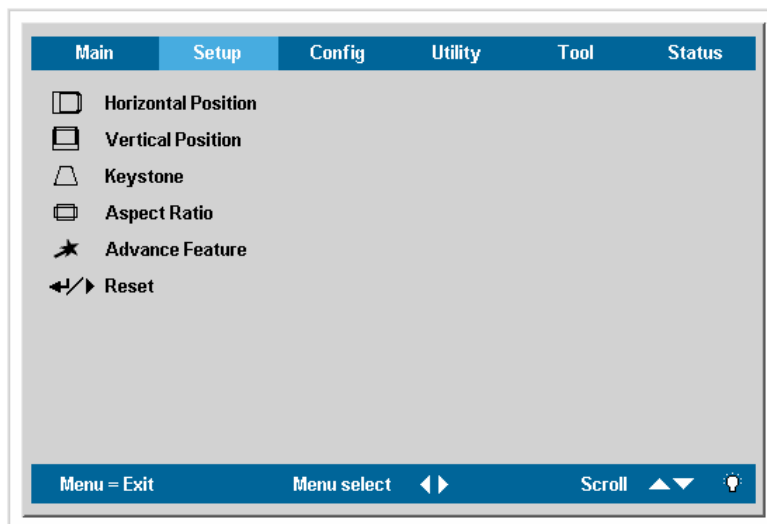 Main Setup Config Utility Tool Status
Horizontal Position
Vertical Position
Keystone
Aspect Ratio
Advance Feature
Reset
Menu = Exit Menu select Scroll